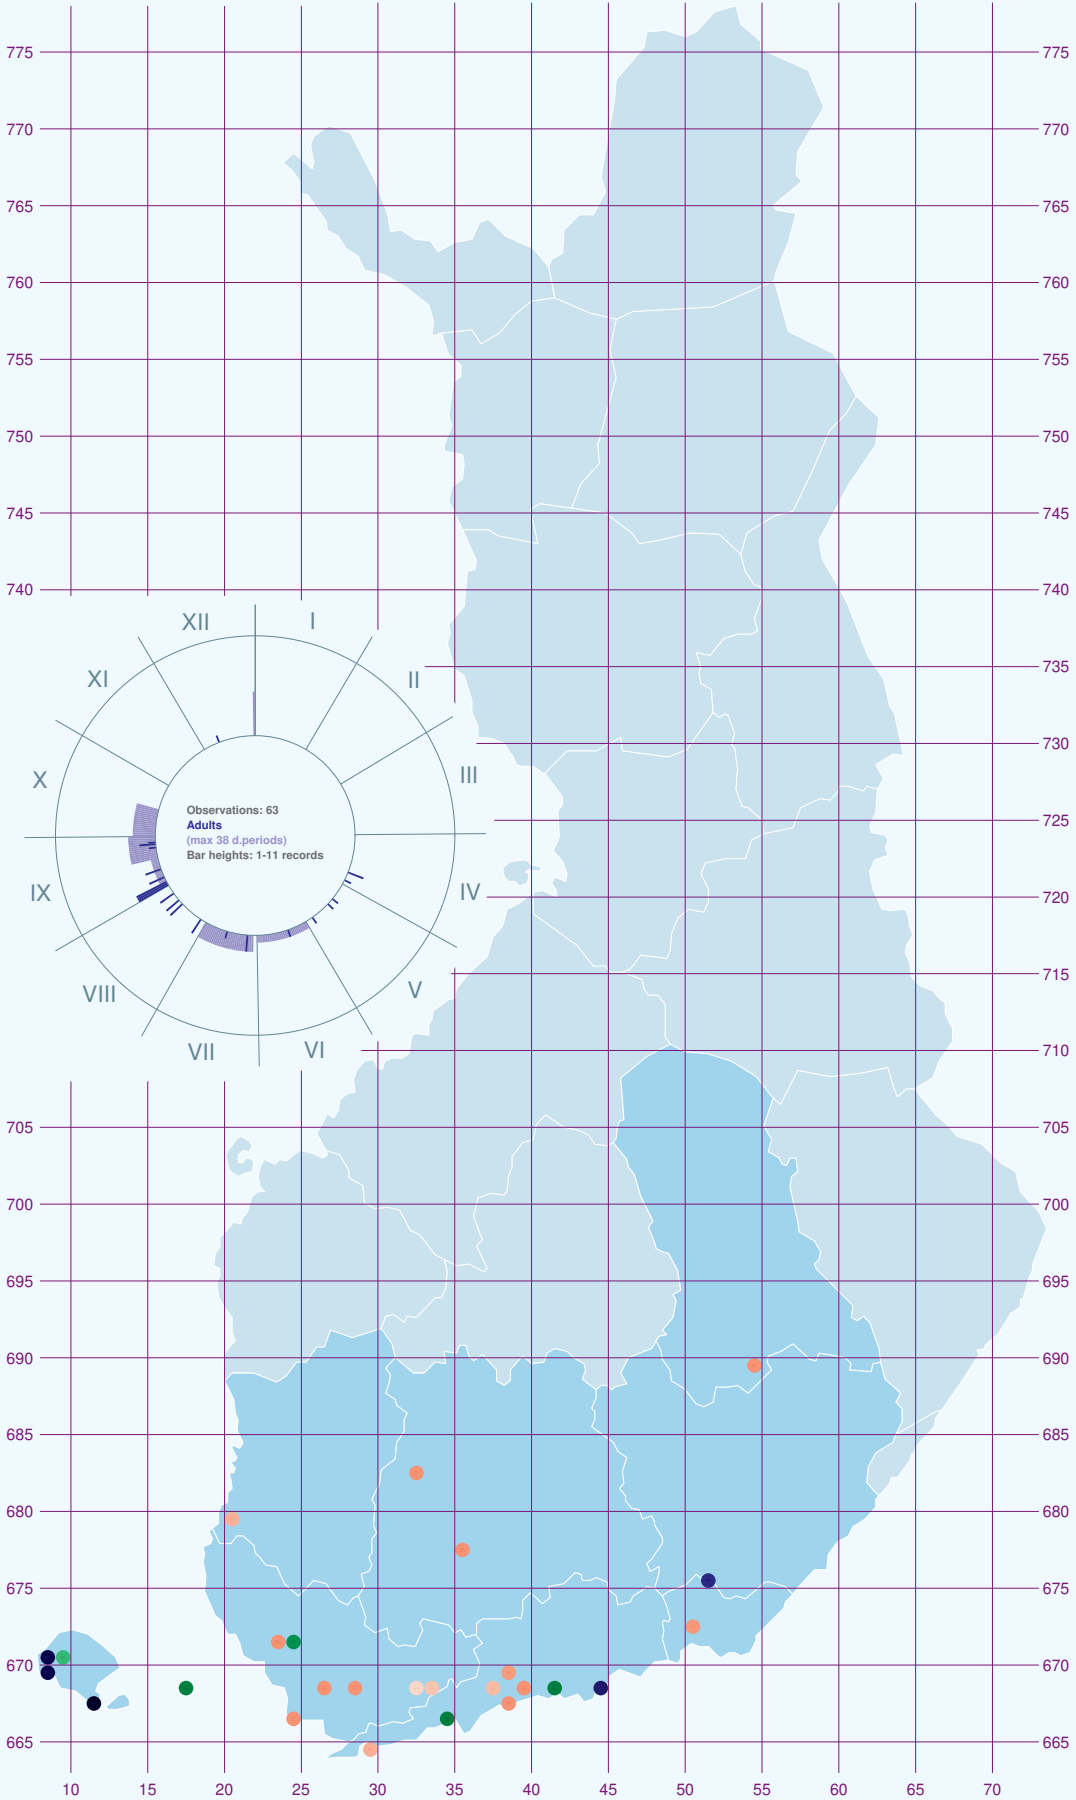 775 775
770 770
765 765
760 760
755 755
750 750
745 745
740 740
XII I
XI II
735
X III
730
Observations: 63
Adults
(max 38 d.periods)
Bar heights: 1-11 records
725
IX IV
720
VIII V
715
VII VI
710
705 705
700 700
695 695
690 690
685 685
680 680
675 675
670 670
665 665
10 15 20 25 30 35 40 45 50 55 60 65 70